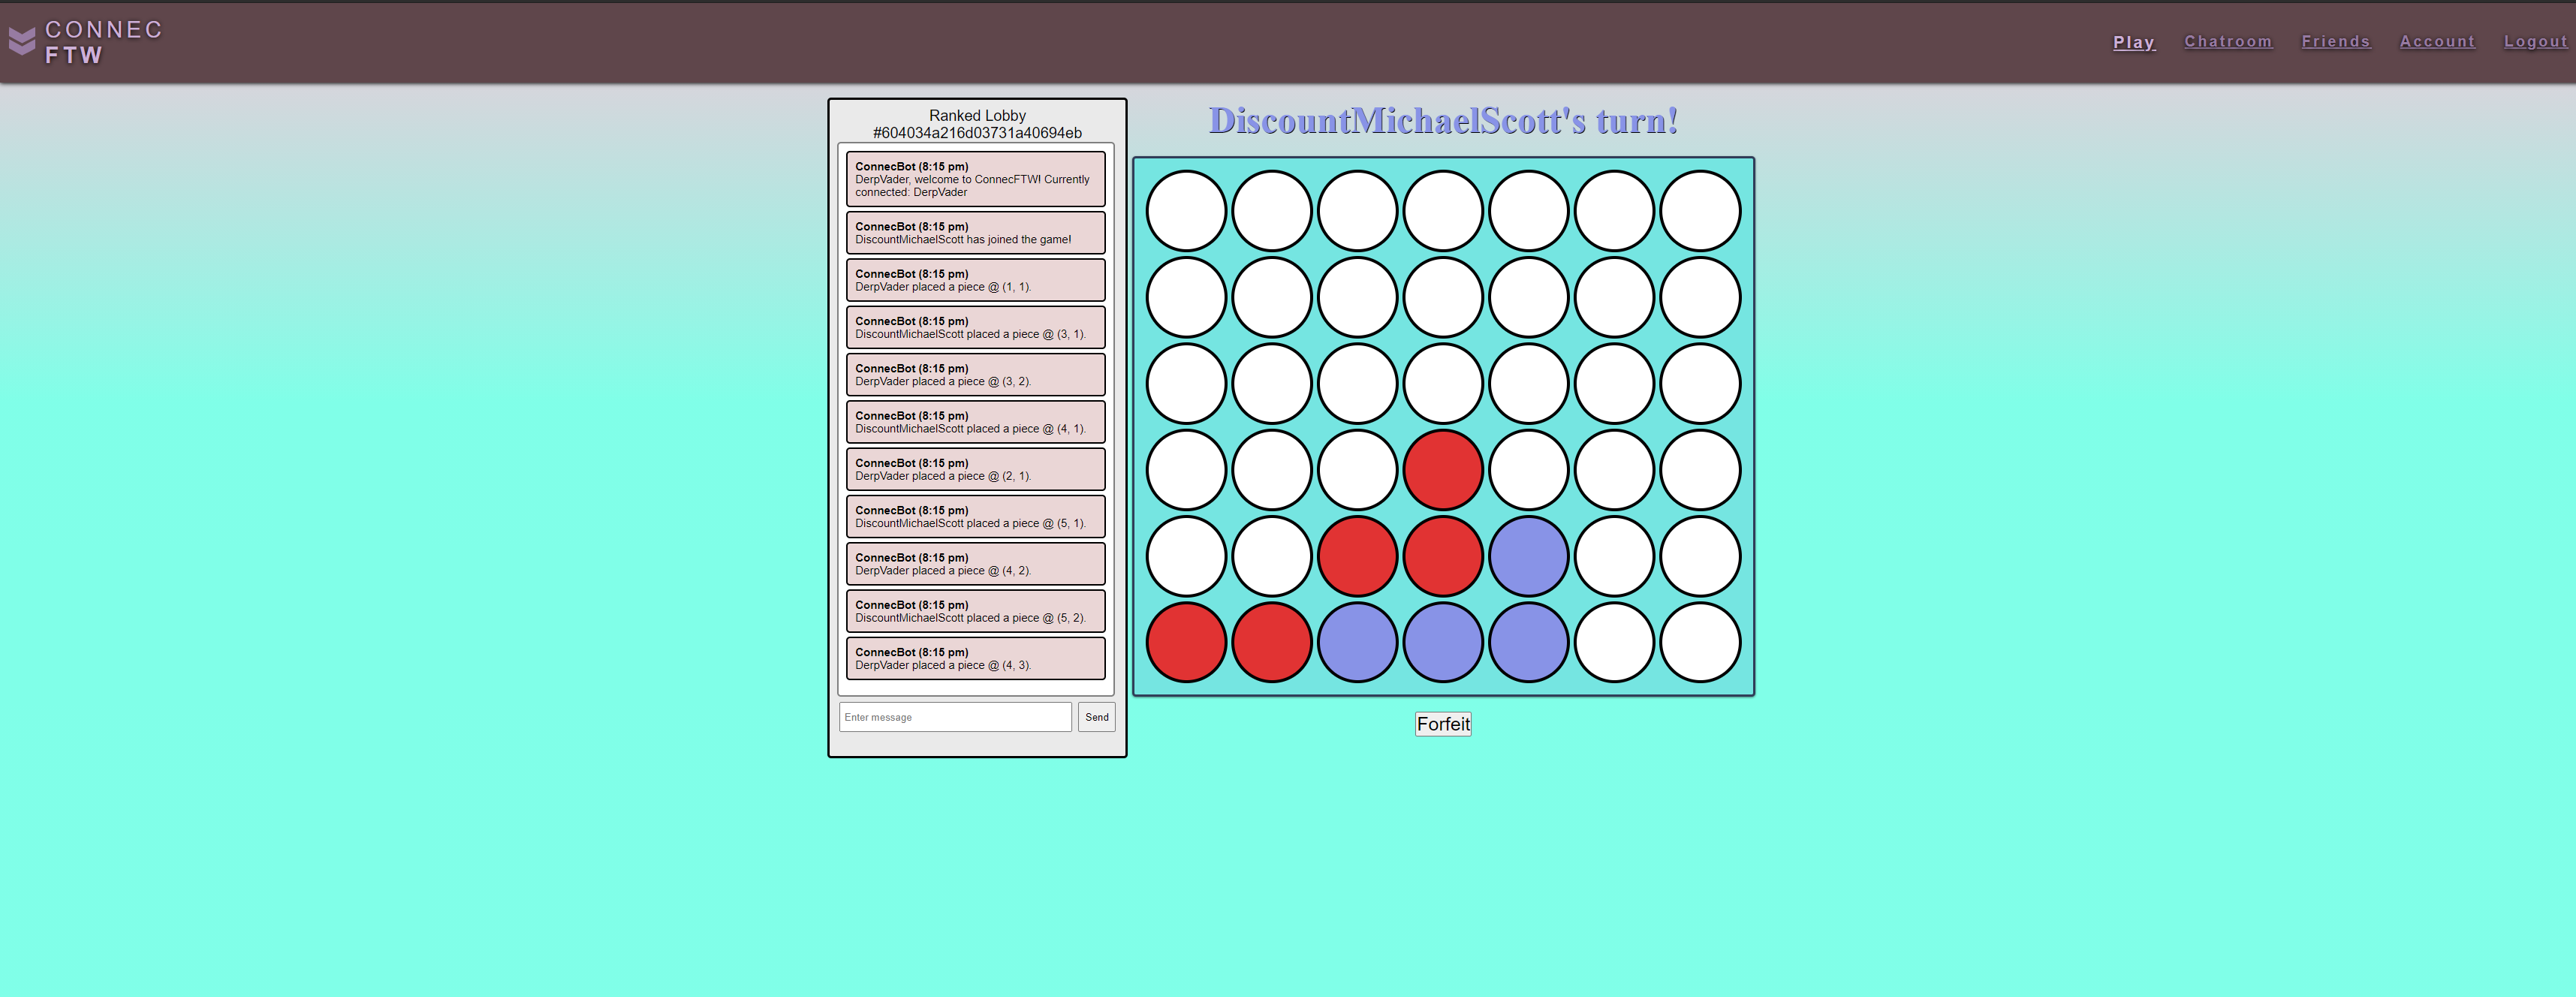 CONNEC
FTW
Play Chatroom Friends Account Logout
Ranked Lobby
#604034a216d03731a40694eb
ConnecBot (8:15 pm)
DerpVader, welcome to ConnecFTW! Currently
connected: DerpVader
ConnecBot (8:15 pm)
DiscountMichaelScott has joined the game!
ConnecBot (8:15 pm)
DerpVader placed a piece @ (1, 1).
ConnecBot (8:15 pm)
DiscountMichaelScott placed a piece @ (3, 1).
ConnecBot (8:15 pm)
DerpVader placed a piece @ (3, 2).
ConnecBot (8:15 pm)
DiscountMichaelScott placed a piece @ (4, 1).
ConnecBot (8:15 pm)
DerpVader placed a piece @ (2, 1).
ConnecBot (8:15 pm)
DiscountMichaelScott placed a piece @ (5, 1).
ConnecBot (8:15 pm)
DerpVader placed a piece @ (4, 2).
ConnecBot (8:15 pm)
DiscountMichaelScott placed a piece @ (5, 2).
ConnecBot (8:15 pm)
DerpVader placed a piece @ (4, 3).
Enter message
Send
DiscountMichaelScott's turn!
Forfeit